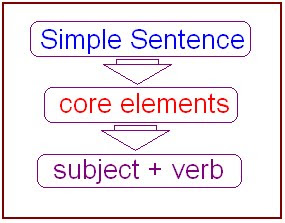 Simple Sentence
core elements
subject + verb